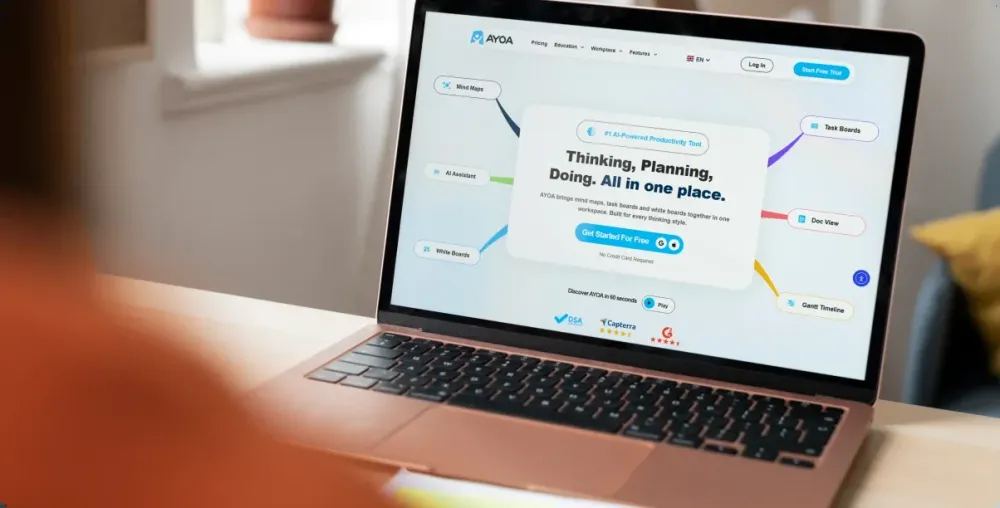 AYOA
Pricing
Education
Workplace
Features
EN
Log In
Start Free Trial
Mind Maps
AI Assistant
White Boards
#1 AI-Powered Productivity Tool
Thinking, Planning,
Doing. All in one place.
AYOA brings mind maps, task boards and white boards together in one
workspace. Built for every thinking style.
Get Started For Free
No Credit Card Required
Task Boards
Doc View
Gantt Timeline
Discover AYOA in 60 seconds
Play
DSA
Capterra